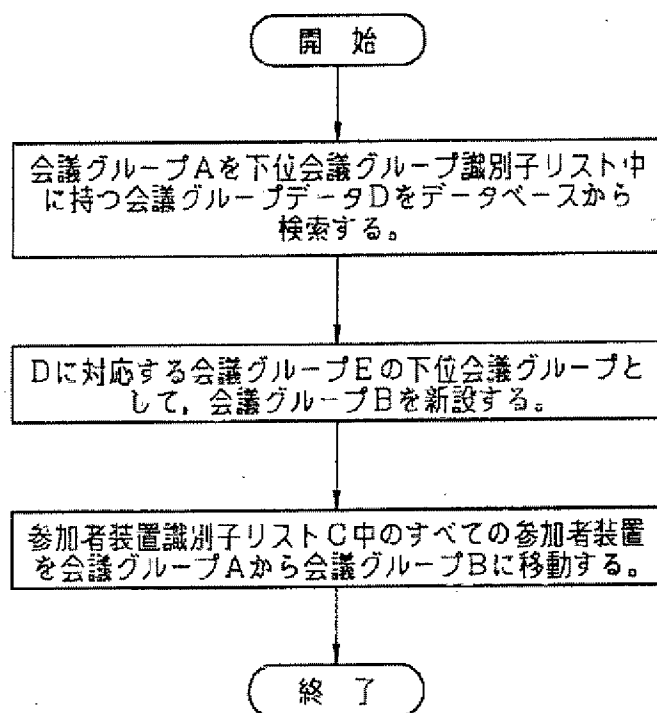 開 始
会議グループAを下位会議グループ識別子リスト中
に持つ会議グループデータDをデータベースから
検索する。
Dに対応する会議グループEの下位会議グループと
して,会議グループBを新設する。
参加者装置識別子リストC中のすべての参加者装置
を会議グループAから会議グループBに移動する。
終 了